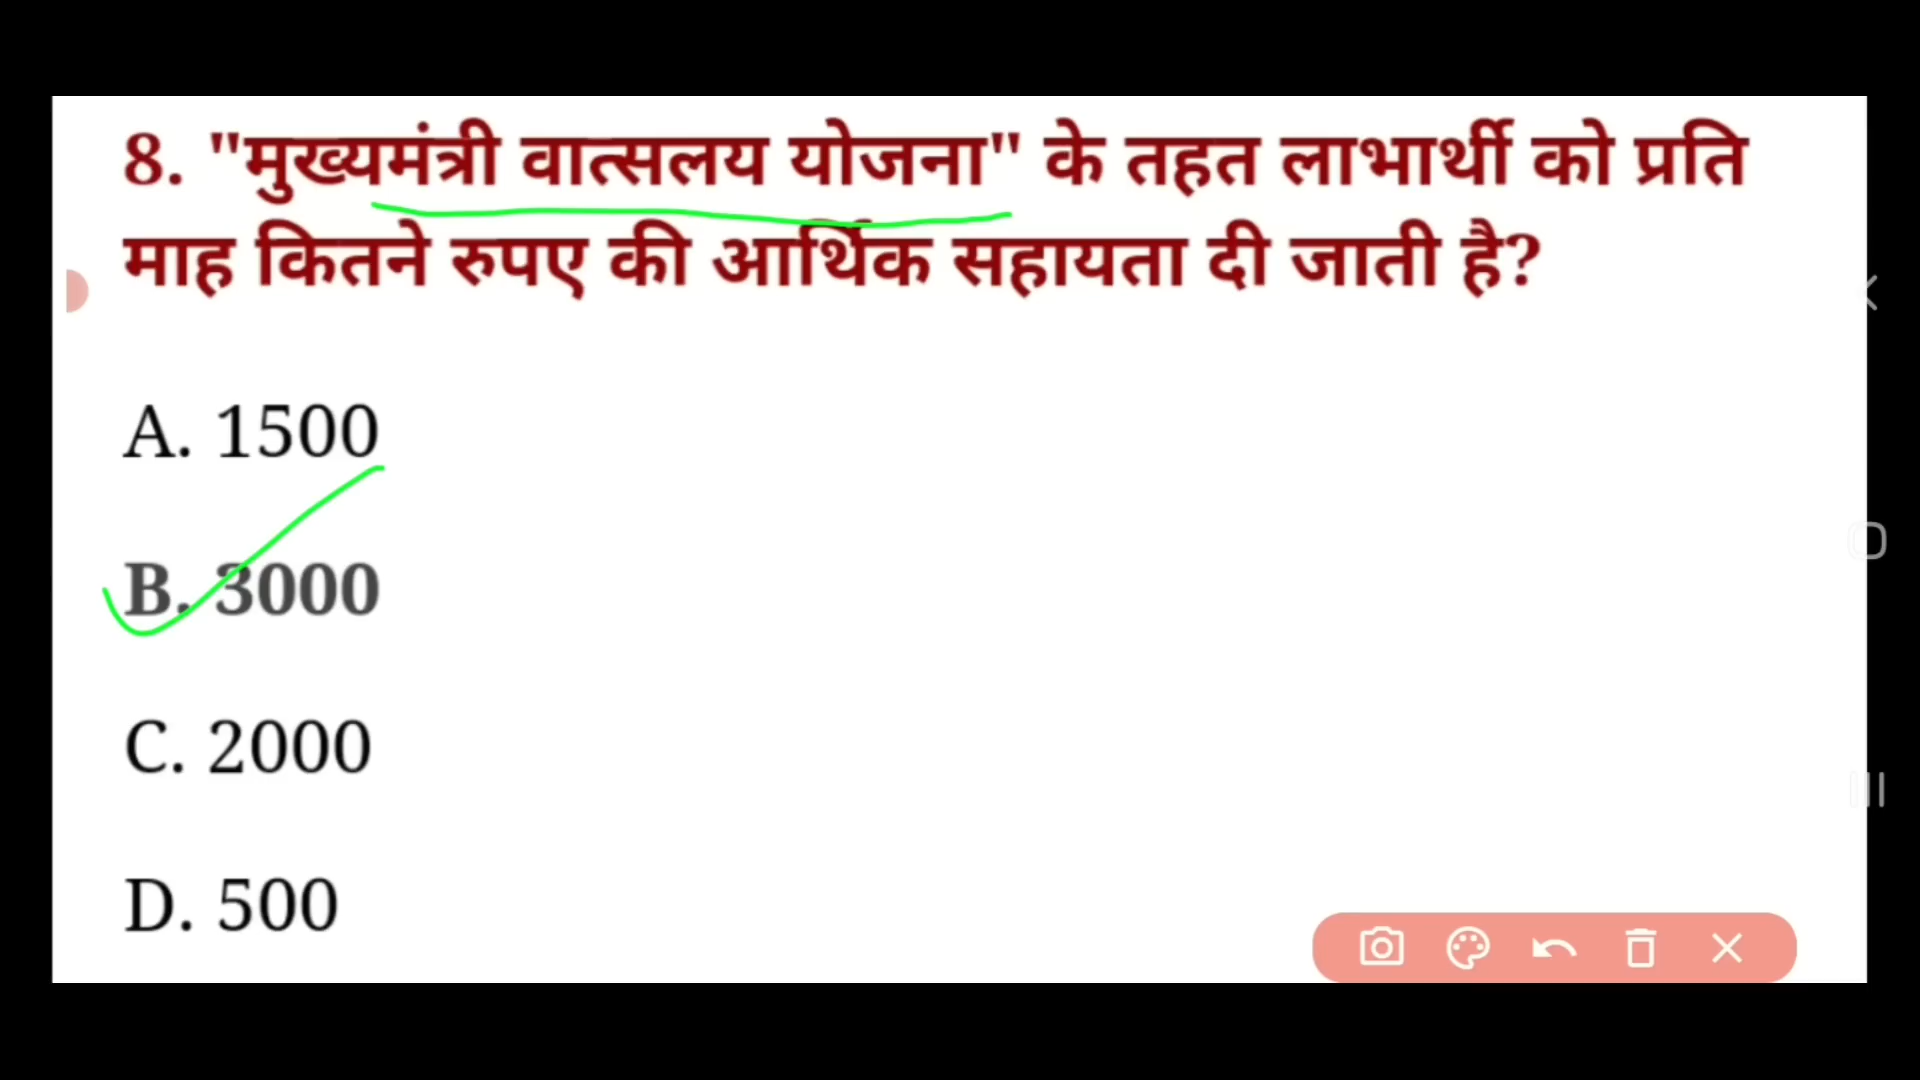 8. "मुख्यमंत्री वात्सलय योजना" के तहत लाभार्थी को प्रति
माह कितने रुपए की आर्थिक सहायता दी जाती है?
A. 1500
B. 3000
C. 2000
D. 500